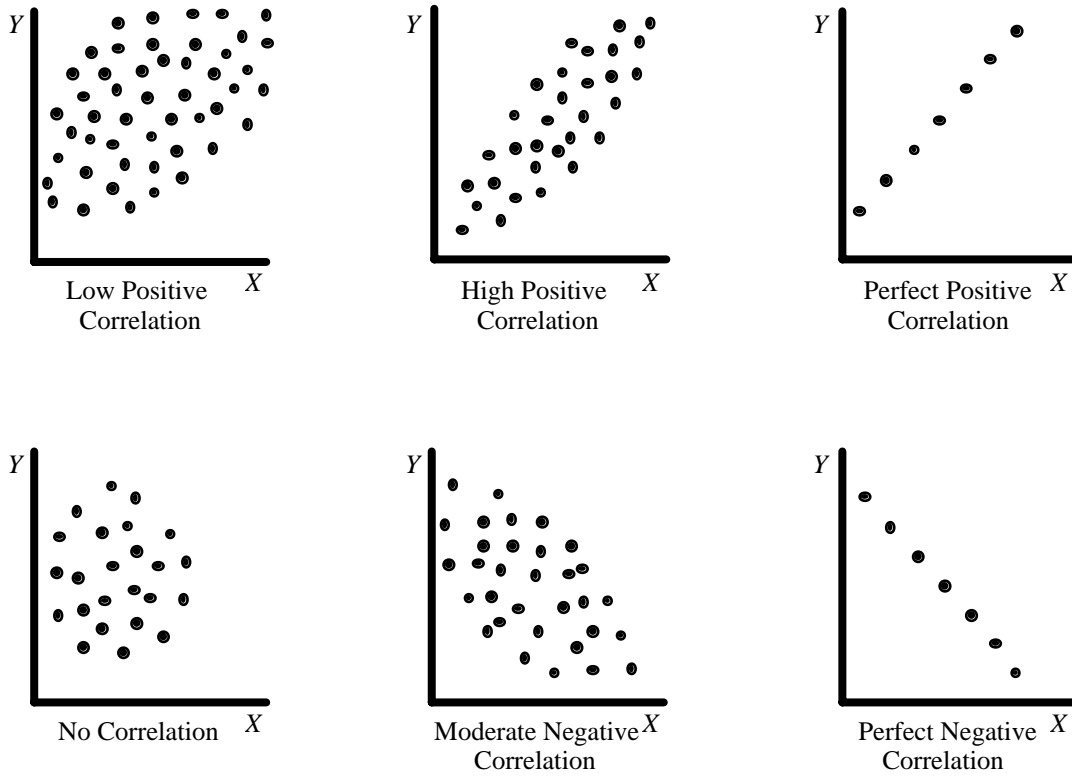 Y
X
Low Positive
Correlation
Y
X
High Positive
Correlation
Y
X
Perfect Positive
Correlation
Y
X
No Correlation
Y
X
Moderate Negative
Correlation
Y
X
Perfect Negative
Correlation